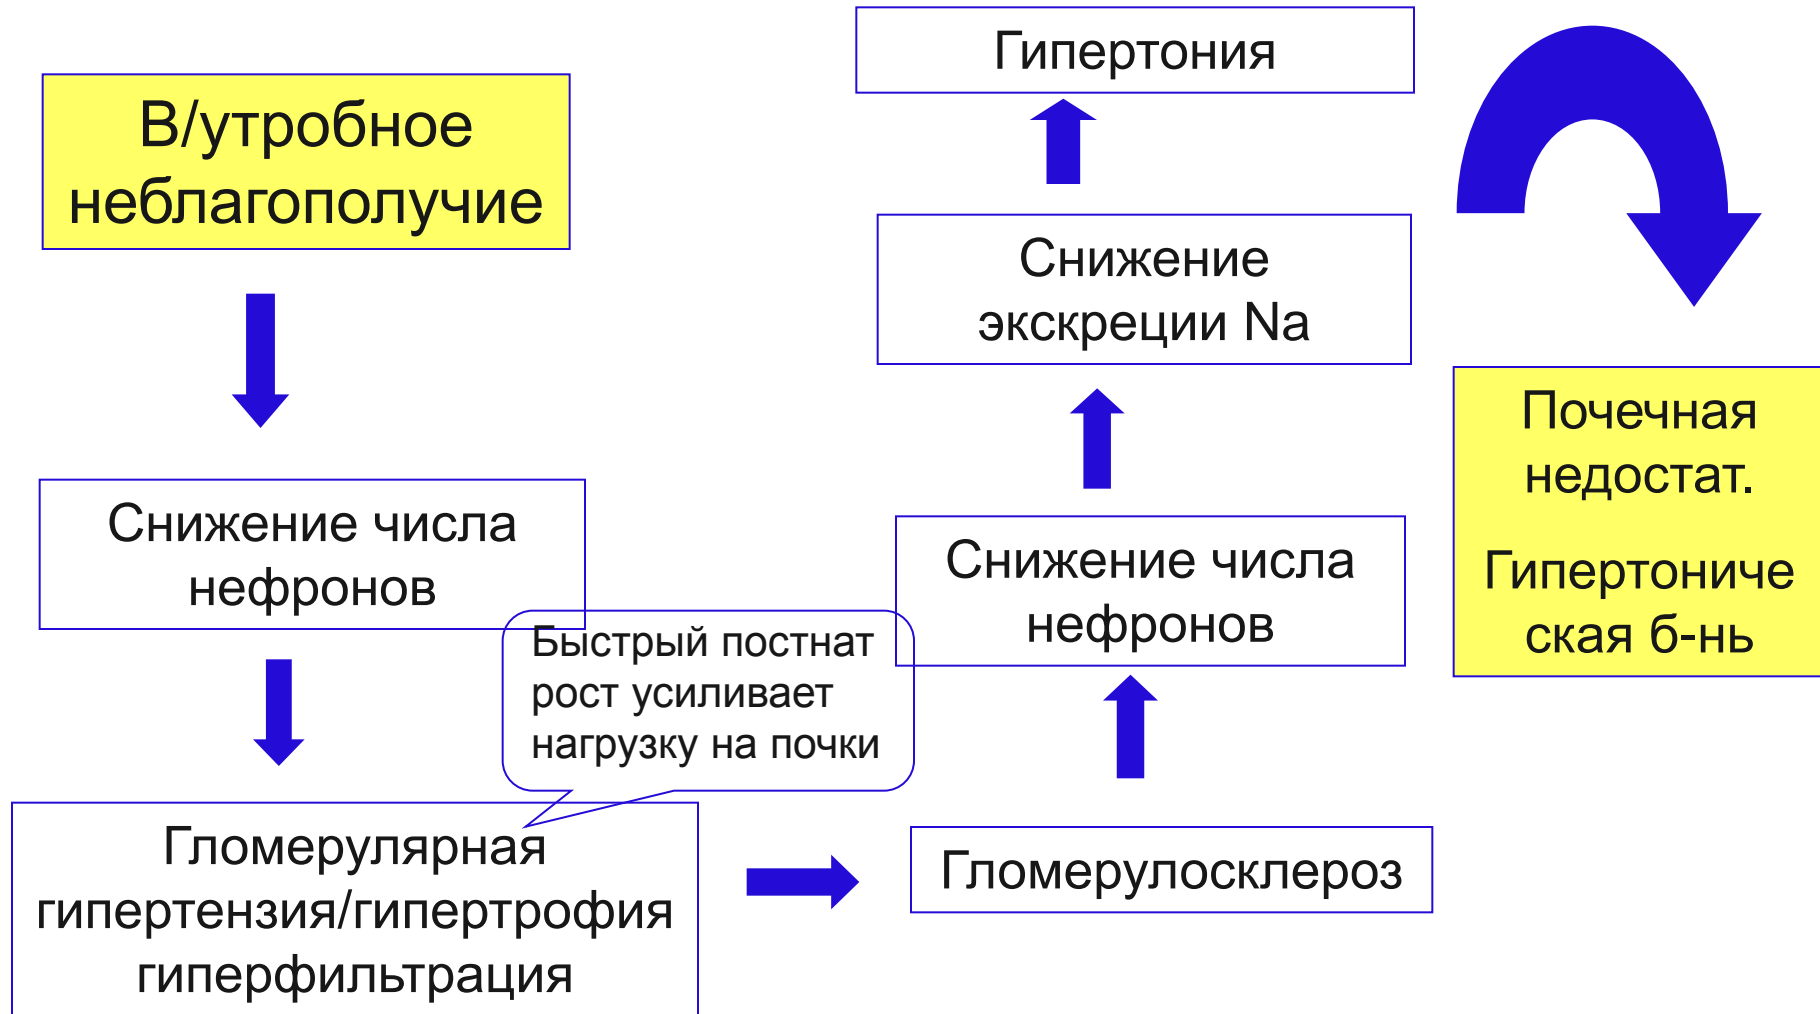 В/утробное
неблагополучие
Снижение числа
нефронов
Быстрый постнат
рост усиливает
нагрузку на почки
Гломерулярная
гипертензия/гипертрофия
гиперфильтрация
Гломерулосклероз
Снижение числа
нефронов
Снижение
экскреции Na
Гипертония
Почечная
недостат.
Гипертониче
ская б-нь